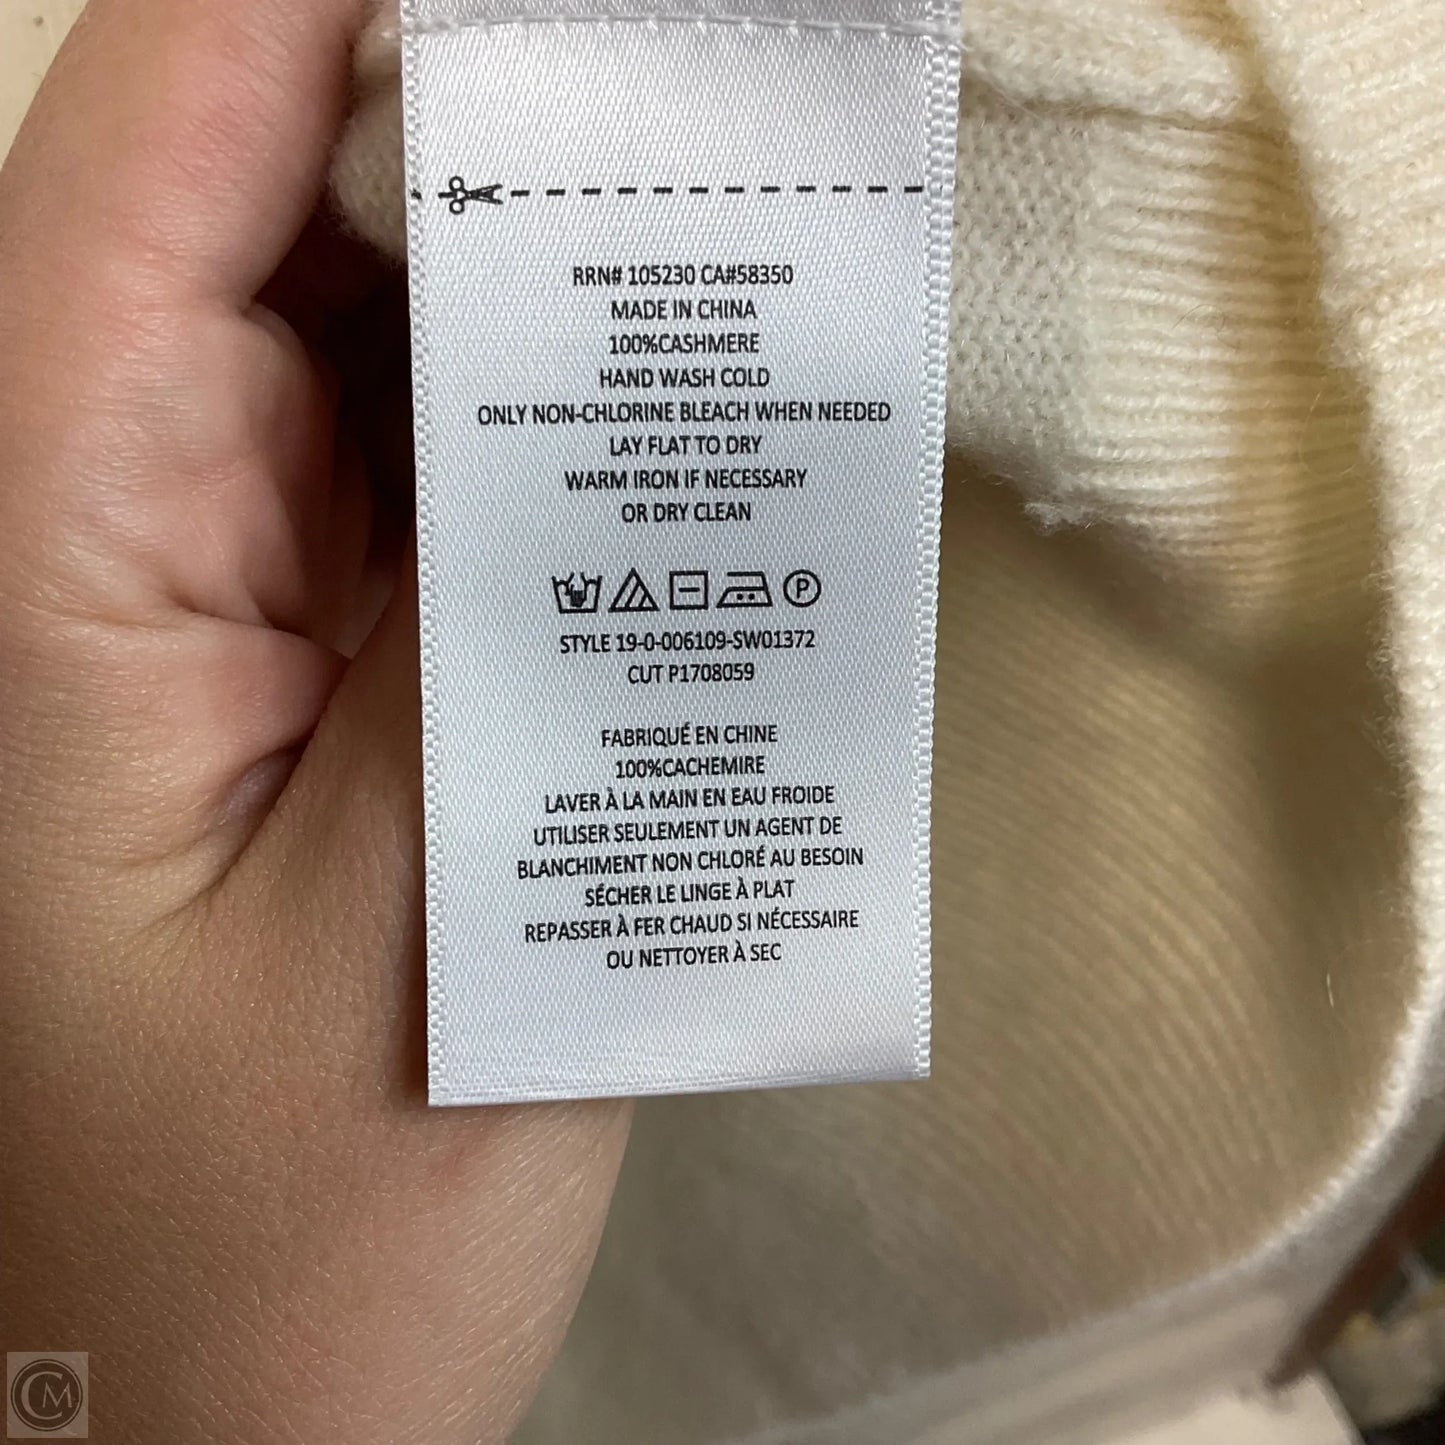 RRN# 105230 CA#58350
MADE IN CHINA
100%CASHMERE
HAND WASH COLD
ONLY NON-CHLORINE BLEACH WHEN NEEDED
LAY FLAT TO DRY
WARM IRON IF NECESSARY
OR DRY CLEAN
P
STYLE 19-0-006109-SW01372
CUT P1708059
FABRIQUÉ EN CHINE
100%CACHEMIRE
LAVER À LA MAIN EN EAU FROIDE
UTILISER SEULEMENT UN AGENT DE
BLANCHIMENT NON CHLORÉ AU BESOIN
SÉCHER LE LINGE À PLAT
REPASSER À FER CHAUD SI NÉCESSAIRE
OU NETTOYER À SEC
CM